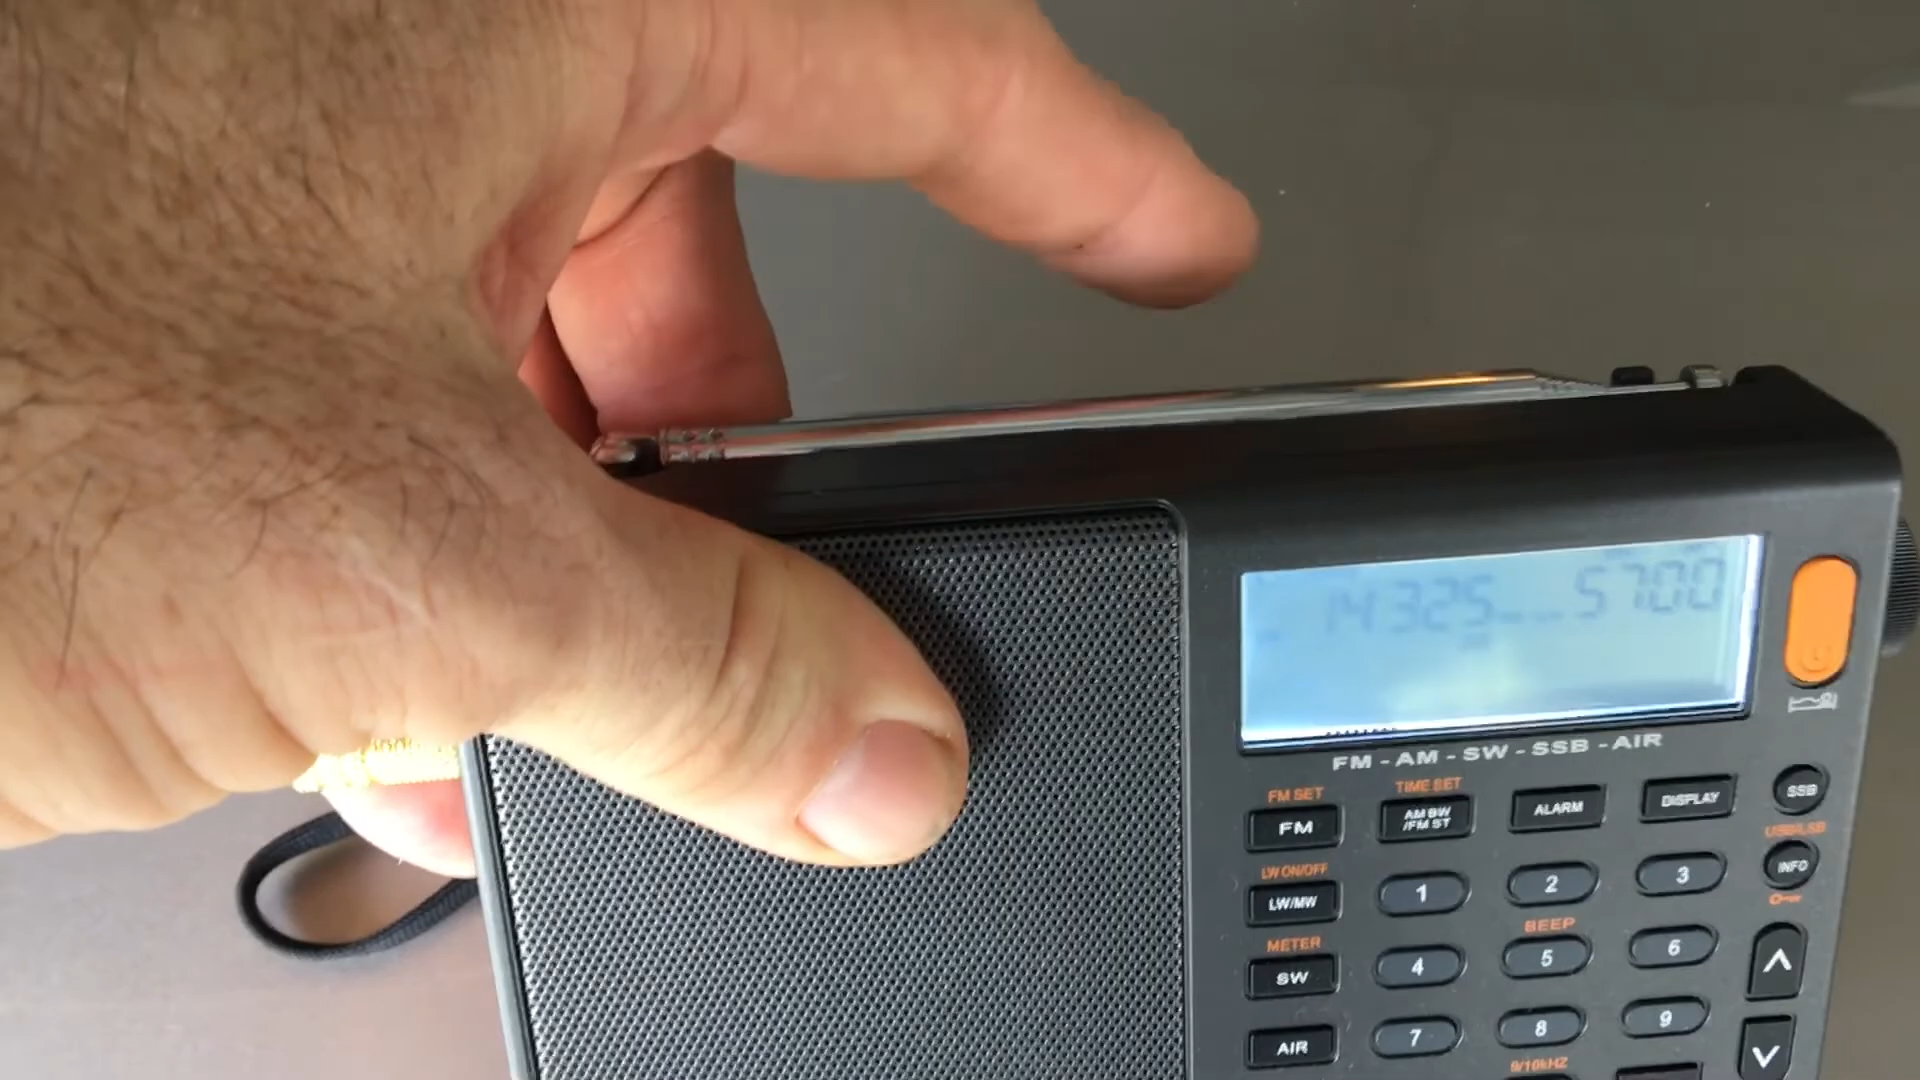 14325 5700
FM - AM - SW - SSB - AIR
FM SET
TIME SET
FM
AM BW
/FM ST
ALARM
DISPLAY
SSB
USB/LSB
LW ON/OFF
LW/MW
1
2
3
INFO
METER
BEEP
SW
4
5
6
AIR
7
8
9
9/10kHZ